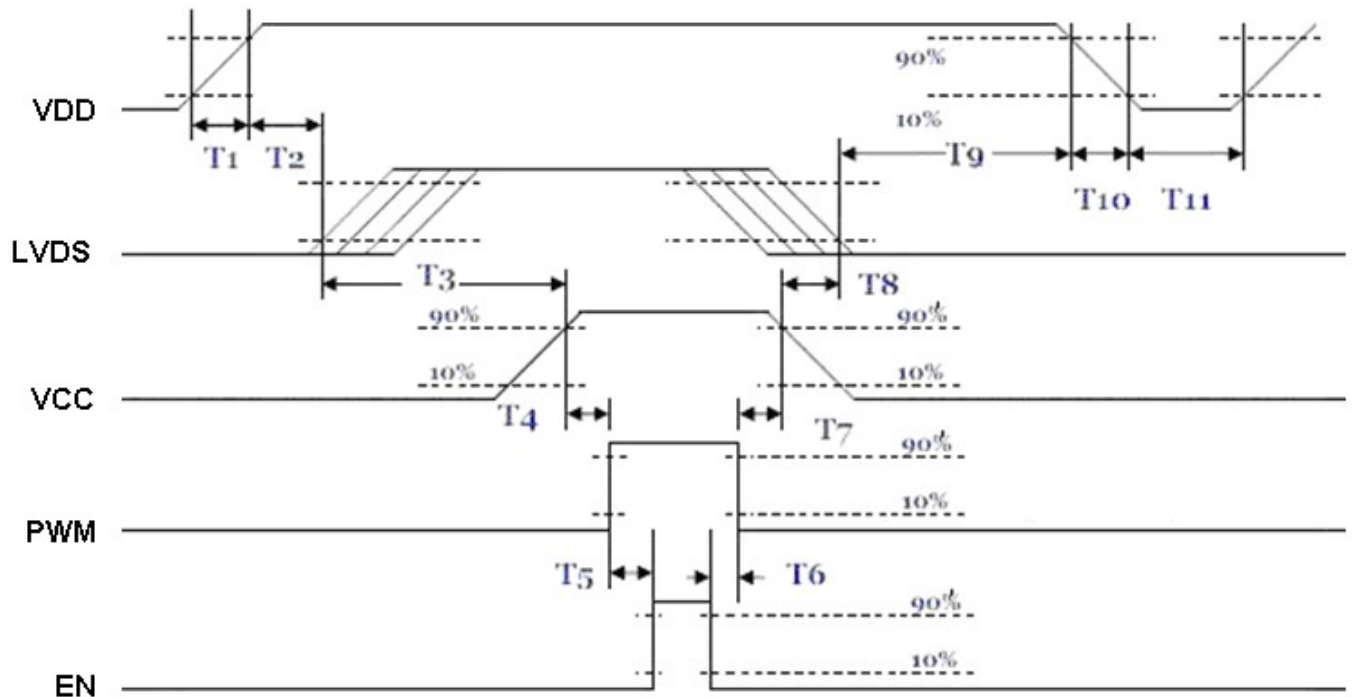 90%
VDD
10%
T1 T2 T9
T10 T11
LVDS
T3 T8
90% 90%
10% 10%
VCC
T4 T7
90%
10%
PWM
T5 T6
90%
10%
EN